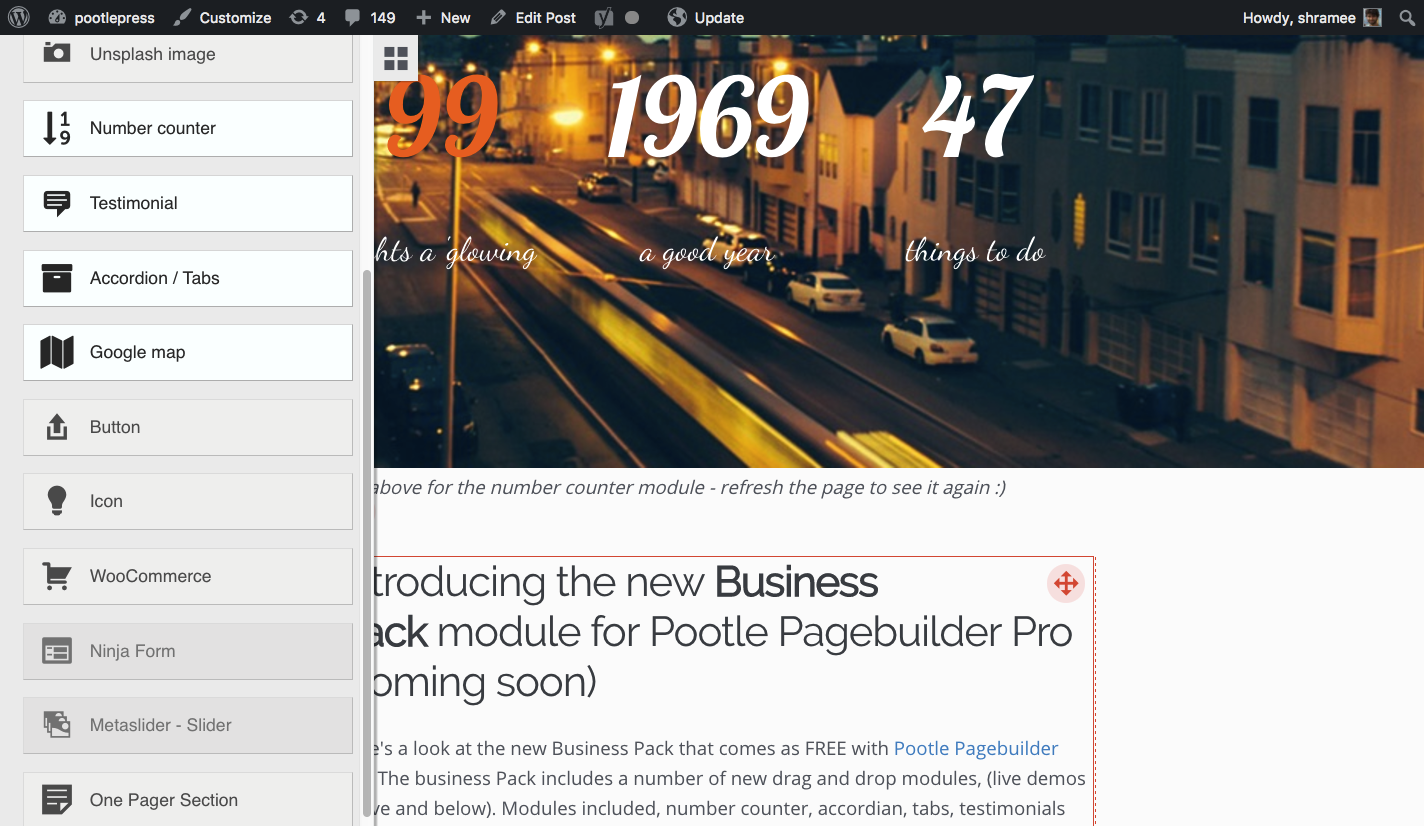 pootlepress
Customize
4
149
New
Edit Post
Update
Howdy, shramee
Unsplash image
1
9
Number counter
Testimonial
Accordion / Tabs
Google map
Button
Icon
WooCommerce
Ninja Form
Metaslider - Slider
One Pager Section
99
1969
47
hts a 'glowing
a good year
things to do
above for the number counter module - refresh the page to see it again :)
troducing the new Business
ack module for Pootle Pagebuilder Pro
oming soon)
e's a look at the new Business Pack that comes as FREE with Pootle Pagebuilder
The business Pack includes a number of new drag and drop modules, (live demos
ve and below). Modules included, number counter, accordian, tabs, testimonials